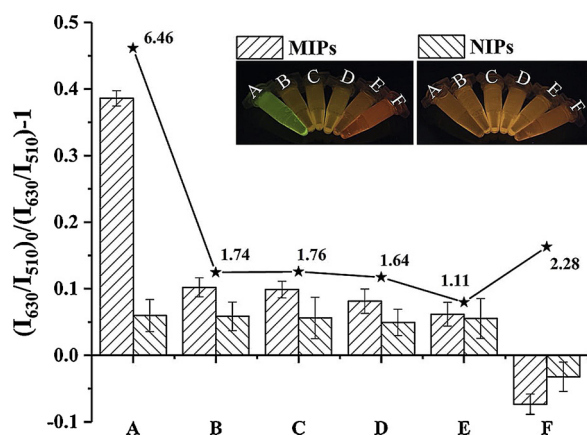 (I630/I510)0/(I630/I510)-1
0.5
0.4
0.3
0.2
0.1
0.0
-0.1
MIPs NIPs
A B C D E F
A B C D E F
6.46
1.74
1.76
1.64
1.11
2.28
A B C D E F